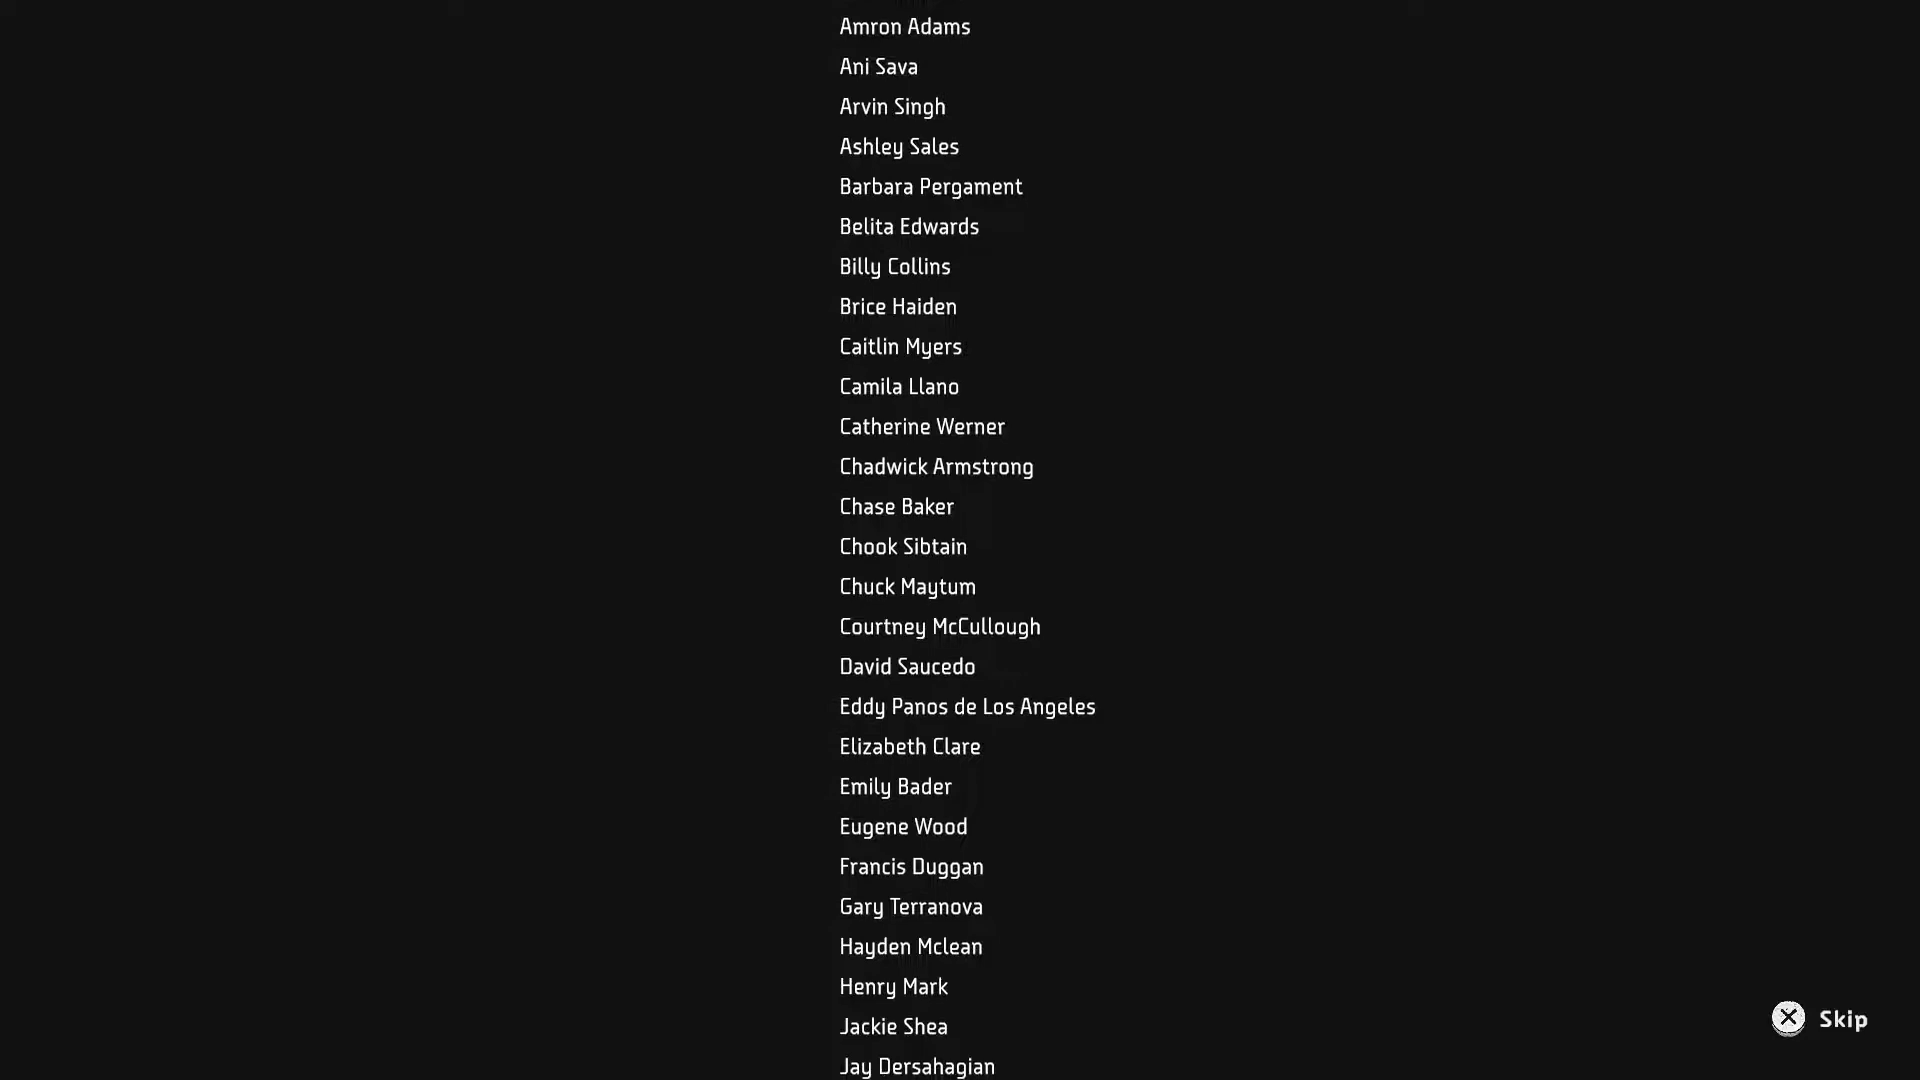 Amron Adams
Ani Sava
Arvin Singh
Ashley Sales
Barbara Pergament
Belita Edwards
Billy Collins
Brice Haiden
Caitlin Myers
Camila Llano
Catherine Werner
Chadwick Armstrong
Chase Baker
Chook Sibtain
Chuck Maytum
Courtney McCullough
David Saucedo
Eddy Panos de Los Angeles
Elizabeth Clare
Emily Bader
Eugene Wood
Francis Duggan
Gary Terranova
Hayden Mclean
Henry Mark
Jackie Shea
Skip
Jay Dersahagian